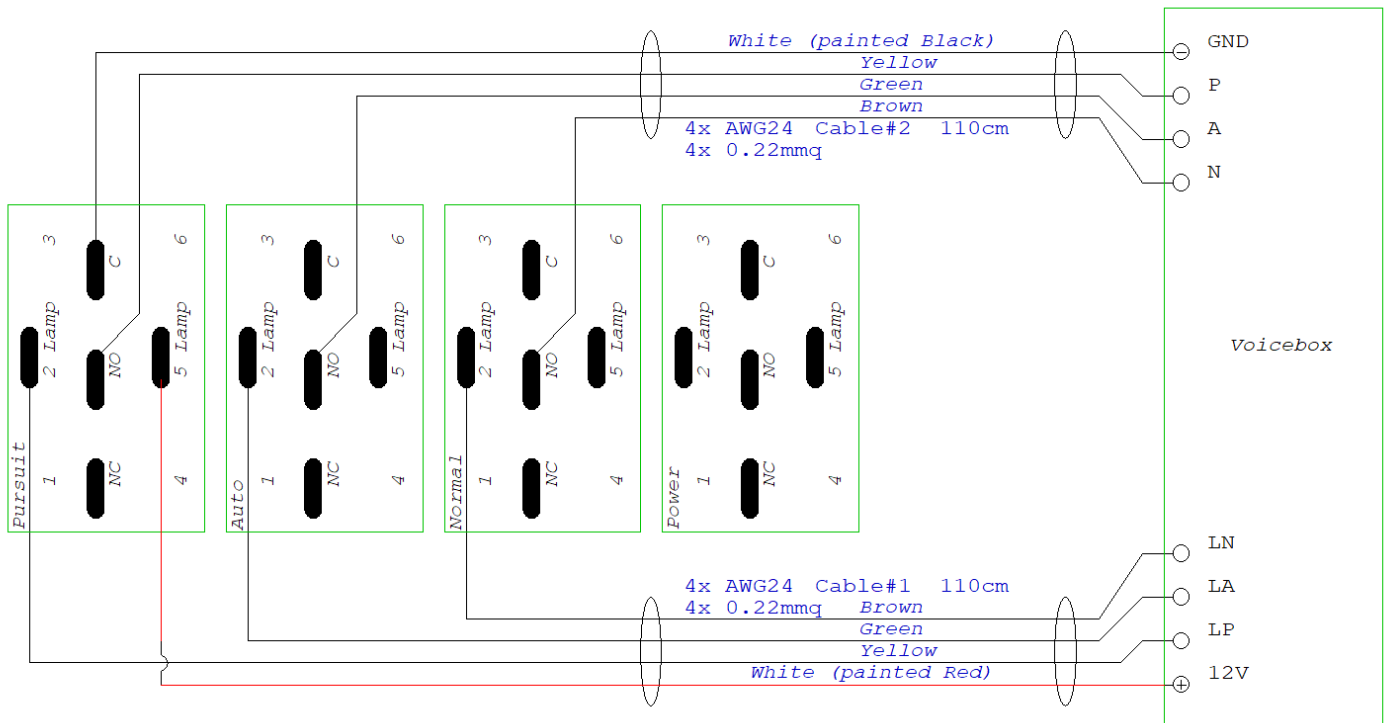 White (painted Black)
GND
Yellow
P
Green
Brown
A
4x AWG24 Cable#2 110cm
4x 0.22mmq
N
3
C
6
2 Lamp
NO
5 Lamp
Pursuit
1
NC
4
3
C
6
2 Lamp
NO
5 Lamp
Auto
1
NC
4
3
C
6
2 Lamp
NO
5 Lamp
Normal
1
NC
4
3
C
6
2 Lamp
NO
5 Lamp
Power
1
NC
4
Voicebox
LN
4x AWG24 Cable#1 110cm
4x 0.22mmq Brown
LA
Green
LP
Yellow
White (painted Red)
12V